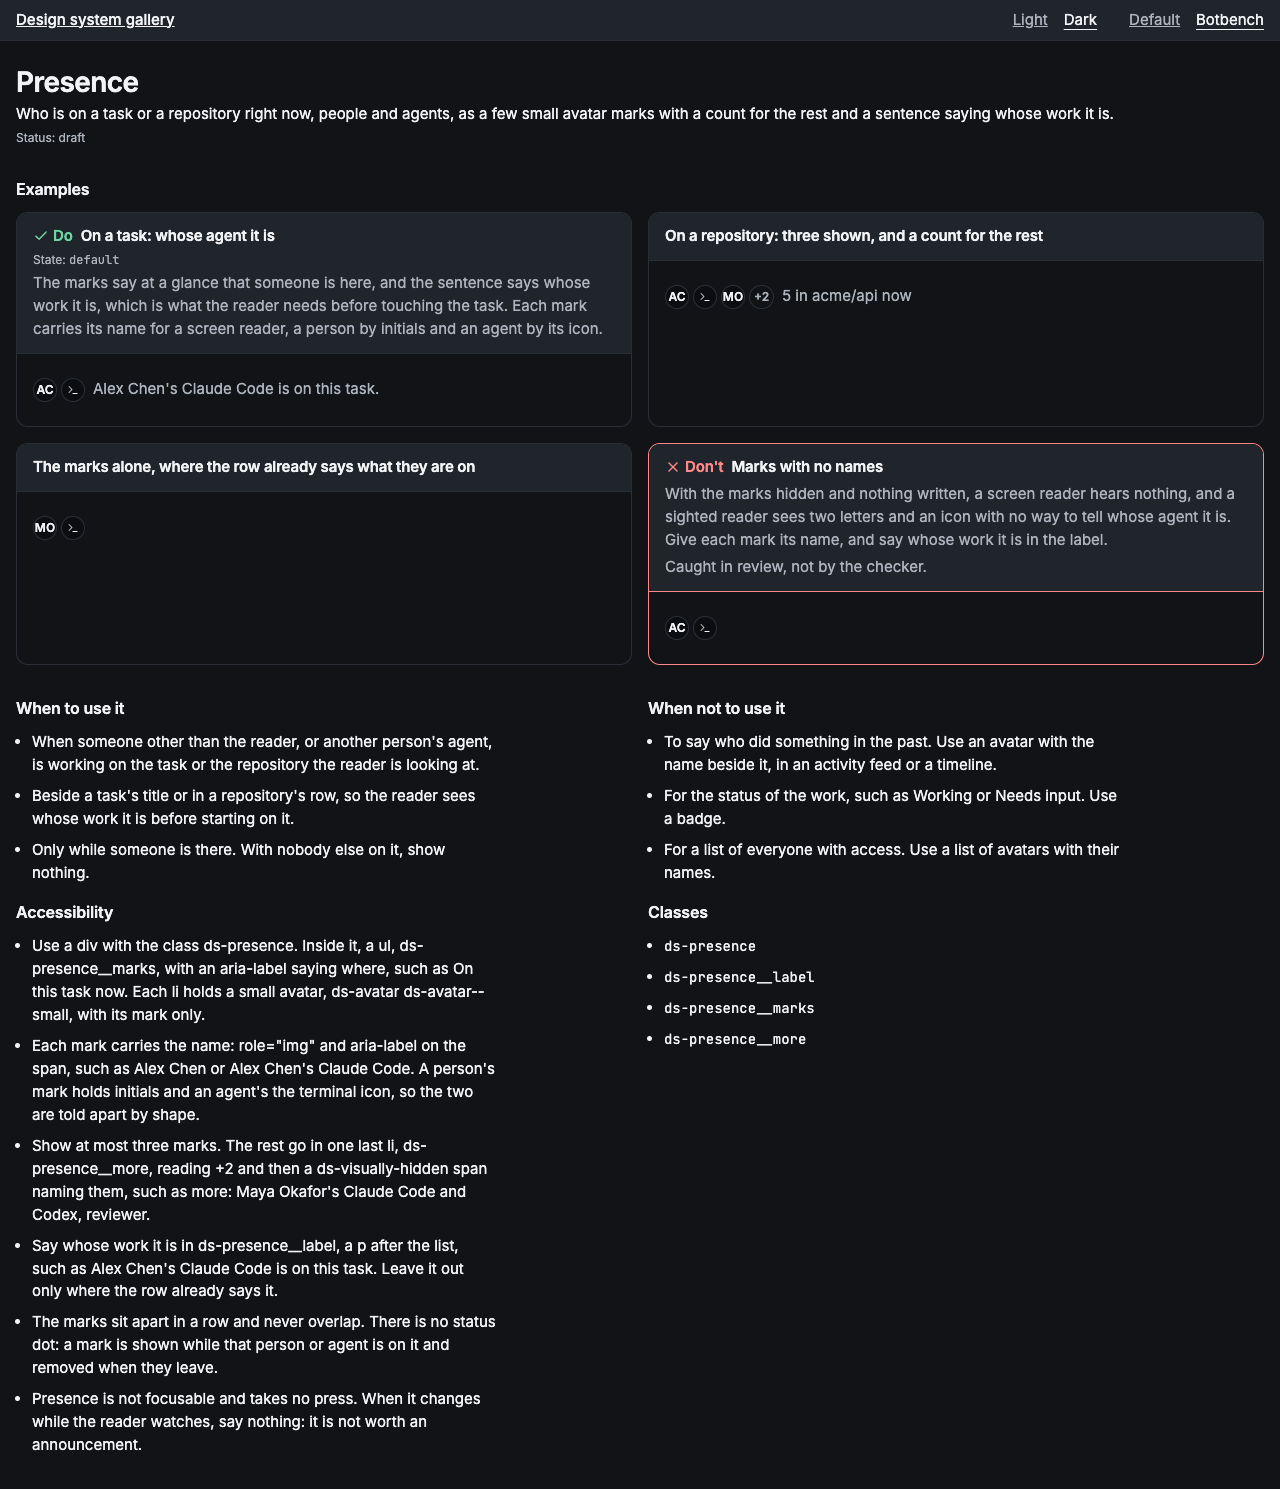 Design system gallery
Light Dark Default Botbench
Presence
Who is on a task or a repository right now, people and agents, as a few small avatar marks with a count for the rest and a sentence saying whose work it is.
Status: draft
Examples
Do On a task: whose agent it is
State: default
The marks say at a glance that someone is here, and the sentence says whose
work it is, which is what the reader needs before touching the task. Each mark
carries its name for a screen reader, a person by initials and an agent by its icon.
AC Alex Chen's Claude Code is on this task.
On a repository: three shown, and a count for the rest
AC MO +2 5 in acme/api now
The marks alone, where the row already says what they are on
MO
Don't Marks with no names
With the marks hidden and nothing written, a screen reader hears nothing, and a
sighted reader sees two letters and an icon with no way to tell whose agent it is.
Give each mark its name, and say whose work it is in the label.
Caught in review, not by the checker.
AC
When to use it
• When someone other than the reader, or another person's agent,
is working on the task or the repository the reader is looking at.
• Beside a task's title or in a repository's row, so the reader sees
whose work it is before starting on it.
• Only while someone is there. With nobody else on it, show
nothing.
When not to use it
• To say who did something in the past. Use an avatar with the
name beside it, in an activity feed or a timeline.
• For the status of the work, such as Working or Needs input. Use
a badge.
• For a list of everyone with access. Use a list of avatars with their
names.
Accessibility
• Use a div with the class ds-presence. Inside it, a ul, ds-
presence__marks, with an aria-label saying where, such as On
this task now. Each li holds a small avatar, ds-avatar ds-avatar--
small, with its mark only.
• Each mark carries the name: role="img" and aria-label on the
span, such as Alex Chen or Alex Chen's Claude Code. A person's
mark holds initials and an agent's the terminal icon, so the two
are told apart by shape.
• Show at most three marks. The rest go in one last li, ds-
presence__more, reading +2 and then a ds-visually-hidden span
naming them, such as more: Maya Okafor's Claude Code and
Codex, reviewer.
• Say whose work it is in ds-presence__label, a p after the list,
such as Alex Chen's Claude Code is on this task. Leave it out
only where the row already says it.
• The marks sit apart in a row and never overlap. There is no status
dot: a mark is shown while that person or agent is on it and
removed when they leave.
• Presence is not focusable and takes no press. When it changes
while the reader watches, say nothing: it is not worth an
announcement.
Classes
• ds-presence
• ds-presence__label
• ds-presence__marks
• ds-presence__more